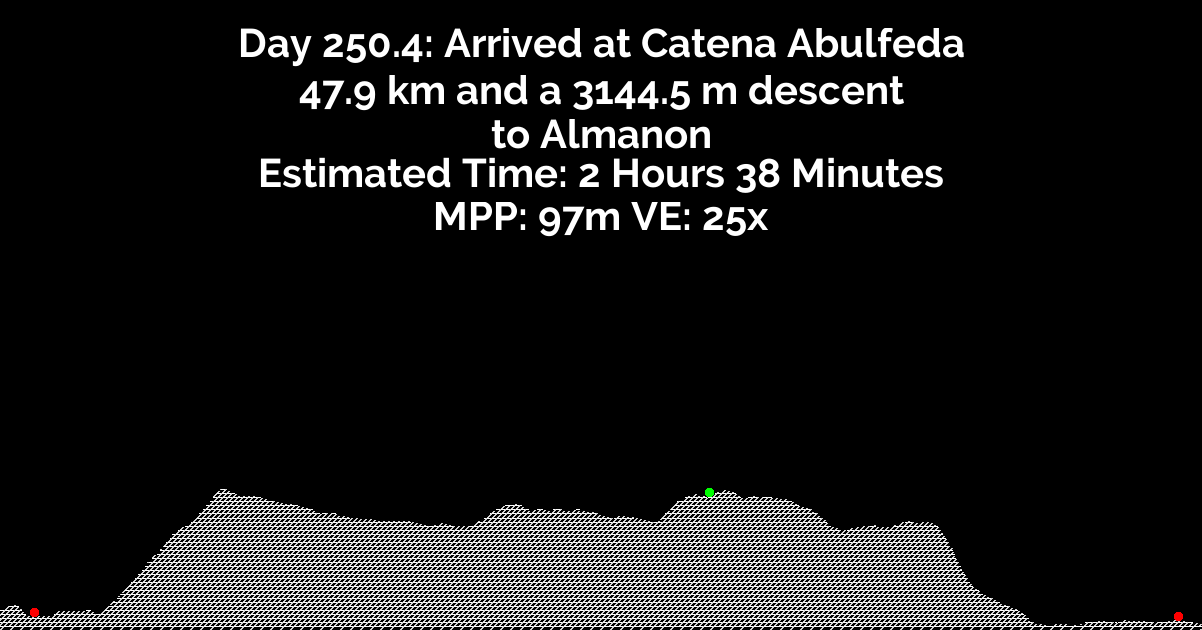 Day 250.4: Arrived at Catena Abulfeda
47.9 km and a 3144.5 m descent
to Almanon
Estimated Time: 2 Hours 38 Minutes
MPP: 97m VE: 25x